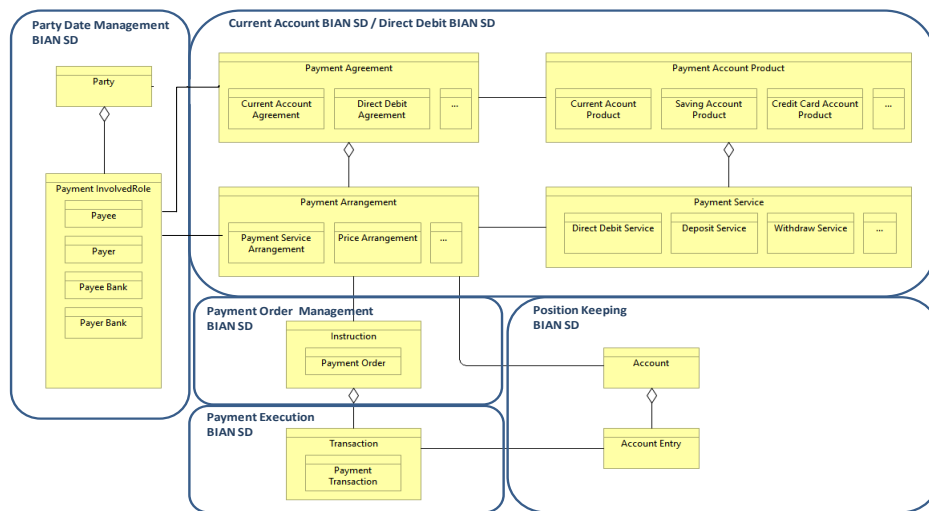 Party Date Management
BIAN SD
Current Account BIAN SD / Direct Debit BIAN SD
Party
Payment InvolvedRole
Payee
Payer
Payee Bank
Payer Bank
Payment Agreement
Current Account
Agreement
Direct Debit
Agreement
...
Payment Account Product
Current Acount
Product
Saving Account
Product
Credit Card Account
Product
...
Payment Arrangement
Payment Service
Arrangement
Price Arrangement
...
Payment Service
Direct Debit Service
Deposit Service
Withdraw Service
...
Payment Order Management
BIAN SD
Instruction
Payment Order
Position Keeping
BIAN SD
Account
Account Entry
Payment Execution
BIAN SD
Transaction
Payment
Transaction